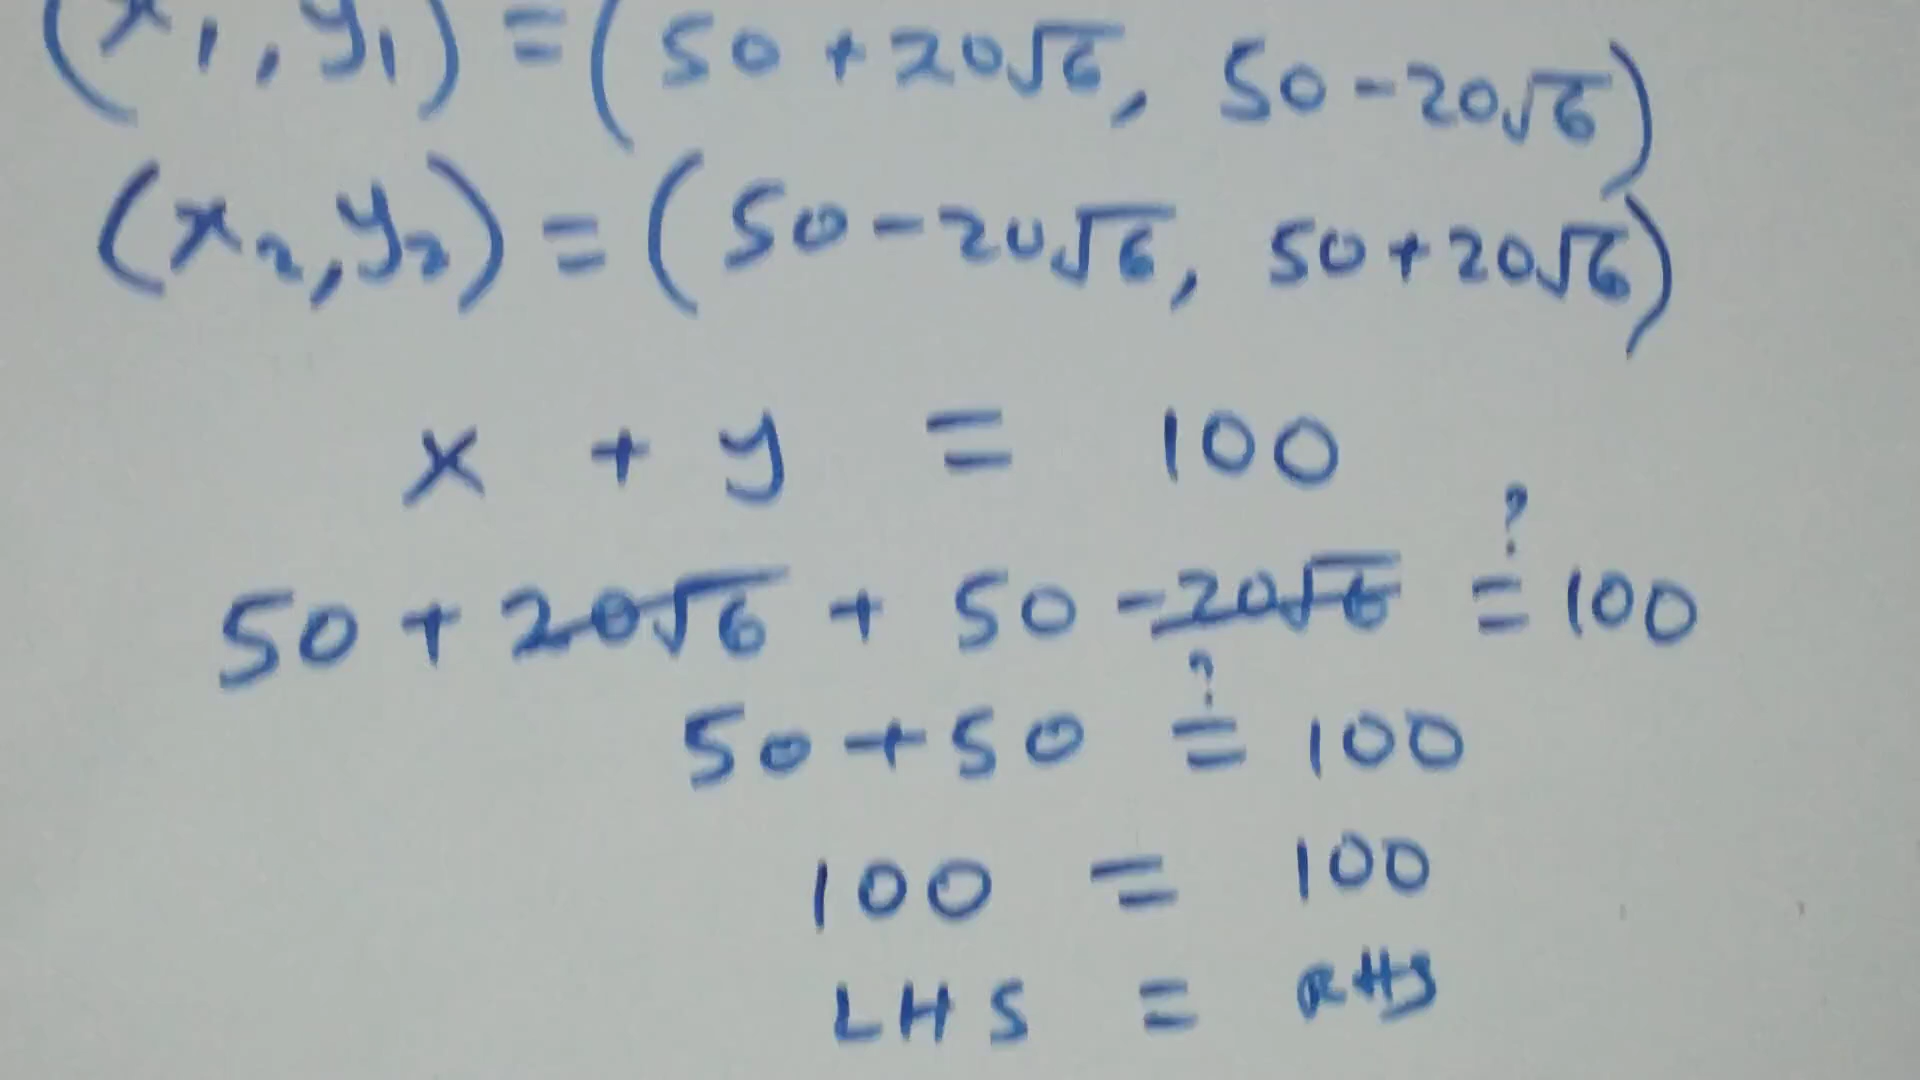 (x₁, y₁) = (50 + 20√6, 50 - 20√6)
(x₂, y₂) = (50 - 20√6, 50 + 20√6)
x + y = 100
50 + 20√6 + 50 - 20√6 ≟ 100
50 + 50 ≟ 100
100 = 100
LHS = RHS